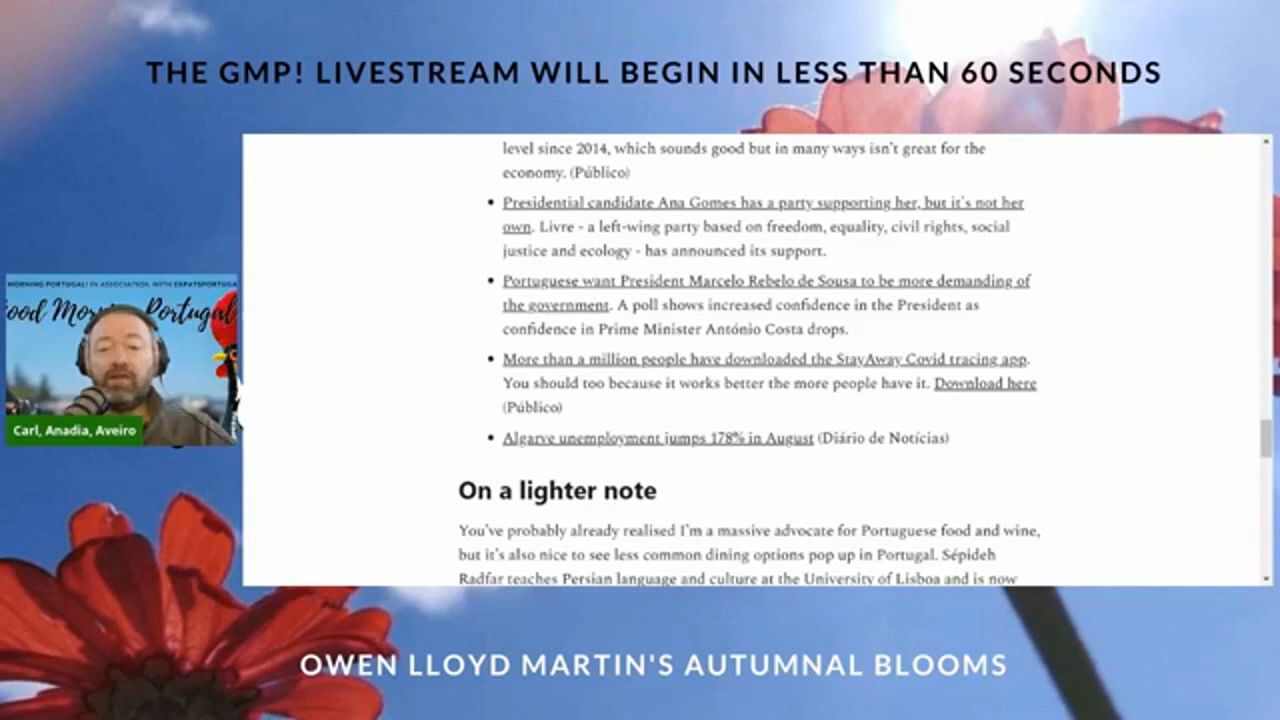 THE GMP! LIVESTREAM WILL BEGIN IN LESS THAN 60 SECONDS
level since 2014, which sounds good but in many ways isn't great for the
economy. (Público)
• Presidential candidate Ana Gomes has a party supporting her, but it's not her
own. Livre - a left-wing party based on freedom, equality, civil rights, social
justice and ecology - has announced its support.
• Portuguese want President Marcelo Rebelo de Sousa to be more demanding of
the government. A poll shows increased confidence in the President as
confidence in Prime Minister António Costa drops.
• More than a million people have downloaded the StayAway Covid tracing app.
You should too because it works better the more people have it. Download here
(Público)
• Algarve unemployment jumps 178% in August (Diário de Notícias)
On a lighter note
You've probably already realised I'm a massive advocate for Portuguese food and wine,
but it's also nice to see less common dining options pop up in Portugal. Sépideh
Radfar teaches Persian language and culture at the University of Lisboa and is now
MORNING PORTUGAL! IN ASSOCIATION WITH EXPATSPORTUGA
ood Mor Portugal
Carl, Anadia, Aveiro
OWEN LLOYD MARTIN'S AUTUMNAL BLOOMS